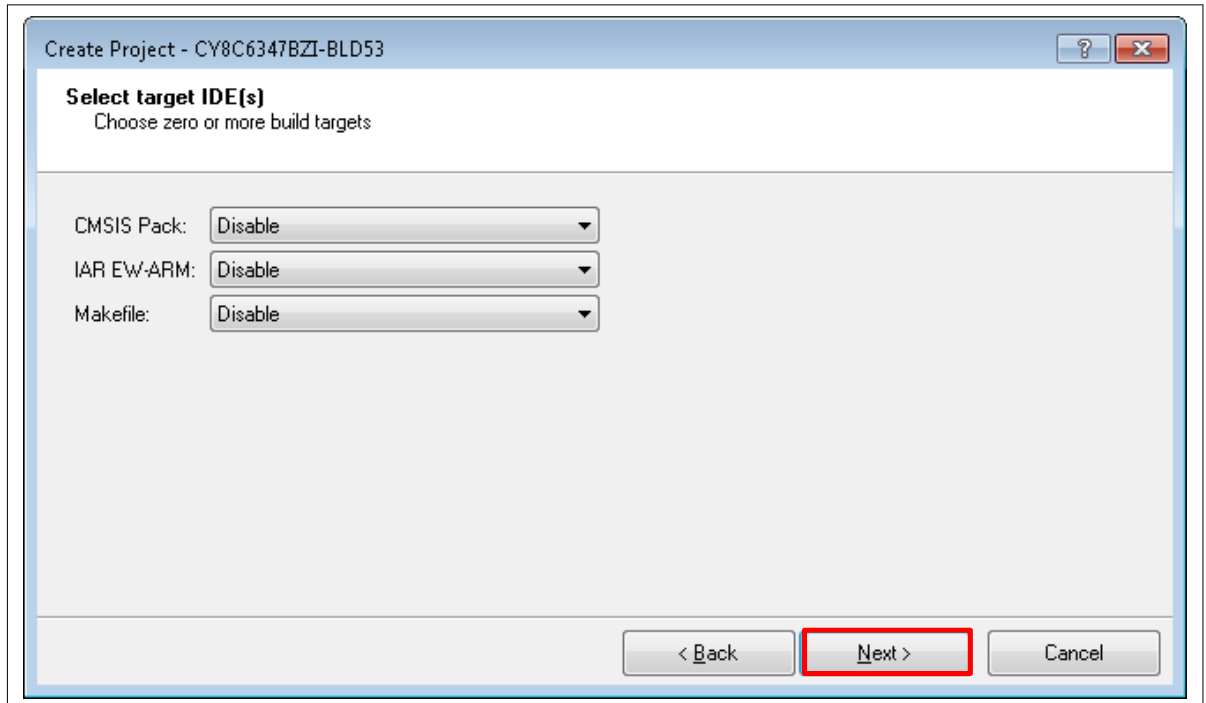 Create Project - CY8C6347BZI-BLD53
Select target IDE(s)
Choose zero or more build targets
CMSIS Pack: Disable
IAR EW-ARM: Disable
Makefile: Disable
< Back Next > Cancel